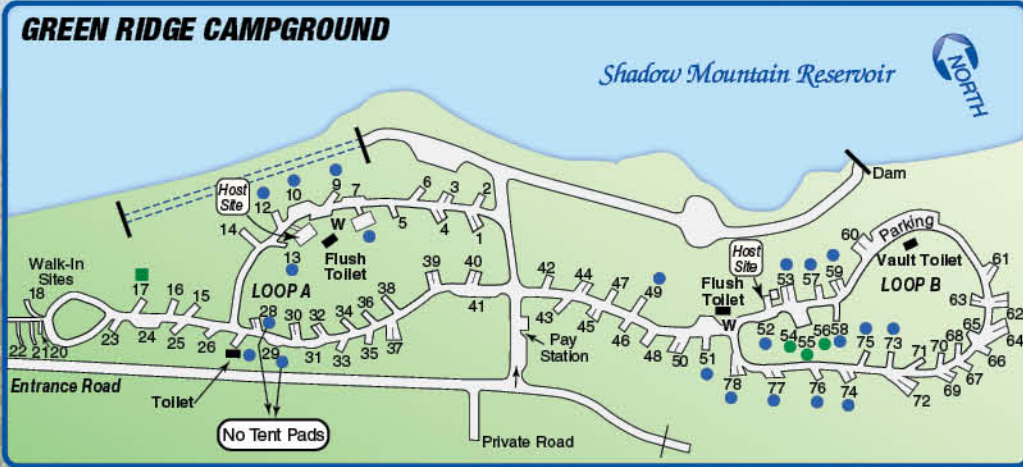 GREEN RIDGE CAMPGROUND
Shadow Mountain Reservoir
NORTH
Dam
Host
Site
12
10
9
7
6
3
2
14
W
5
4
1
13
Flush
Toilet
Walk-In
Sites
18
17
16
15
LOOP A
39
40
41
28
30
32
34
36
38
22
21
20
23
24
25
26
29
31
33
35
37
Entrance Road
Toilet
No Tent Pads
Pay
Station
Private Road
42
44
47
49
43
45
46
48
50
51
Flush
Toilet
W
Host
Site
53
57
59
60
Parking
Vault Toilet
LOOP B
61
63
62
65
64
52
54
55
56
58
75
73
71
70
68
66
67
69
72
78
77
76
74